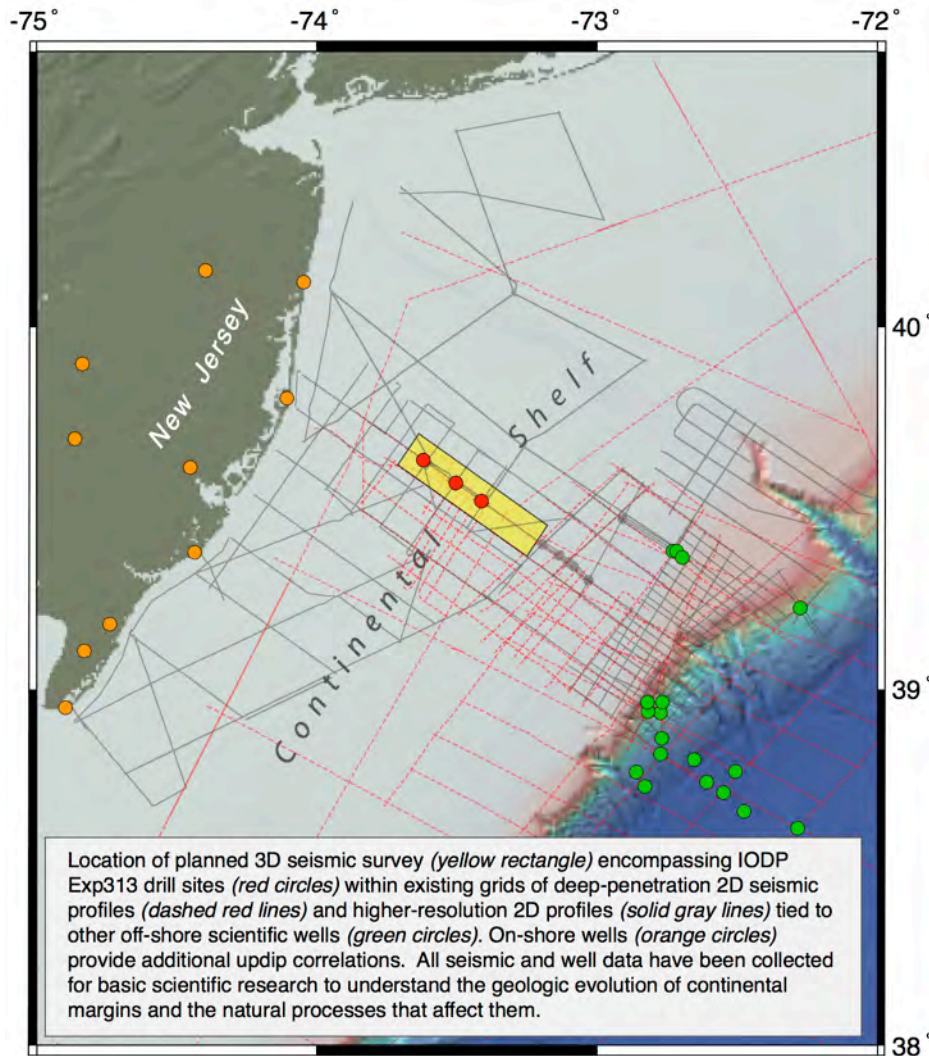 -75° -74° -73° -72°
40°
New Jersey
Continental Shelf
39°
Location of planned 3D seismic survey (yellow rectangle) encompassing IODP
Exp313 drill sites (red circles) within existing grids of deep-penetration 2D seismic
profiles (dashed red lines) and higher-resolution 2D profiles (solid gray lines) tied to
other off-shore scientific wells (green circles). On-shore wells (orange circles)
provide additional updip correlations. All seismic and well data have been collected
for basic scientific research to understand the geologic evolution of continental
margins and the natural processes that affect them.
38°